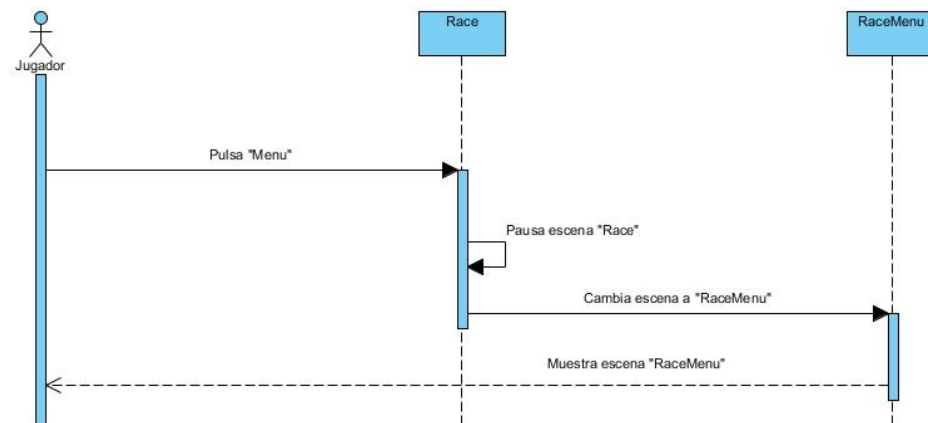 Race
RaceMenu
Jugador
Pulsa "Menu"
Pausa escena "Race"
Cambia escena a "RaceMenu"
Muestra escena "RaceMenu"